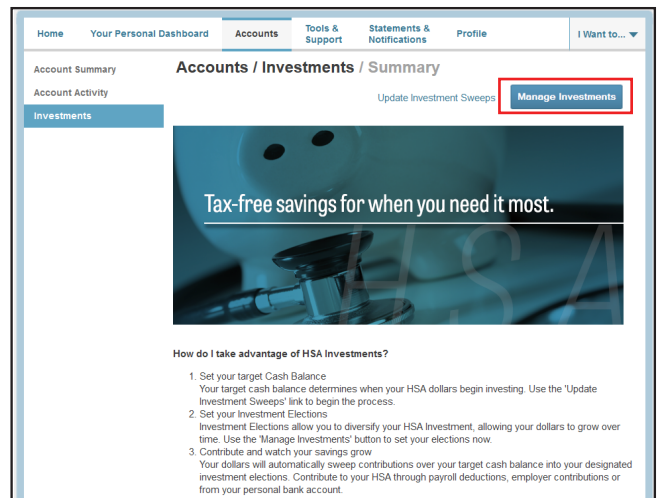 Home Your Personal Dashboard Accounts Tools & Support Statements & Notifications Profile I Want to...
Account Summary
Account Activity
Investments
Accounts / Investments / Summary
Update Investment Sweeps Manage Investments
Tax-free savings for when you need it most.
HSA
How do I take advantage of HSA Investments?
1. Set your target Cash Balance
Your target cash balance determines when your HSA dollars begin investing. Use the 'Update
Investment Sweeps' link to begin the process.
2. Set your Investment Elections
Investment Elections allow you to diversify your HSA Investment, allowing your dollars to grow over
time. Use the 'Manage Investments' button to set your elections now.
3. Contribute and watch your savings grow
Your dollars will automatically sweep contributions over your target cash balance into your designated
investment elections. Contribute to your HSA through payroll deductions, employer contributions or
from your personal bank account.